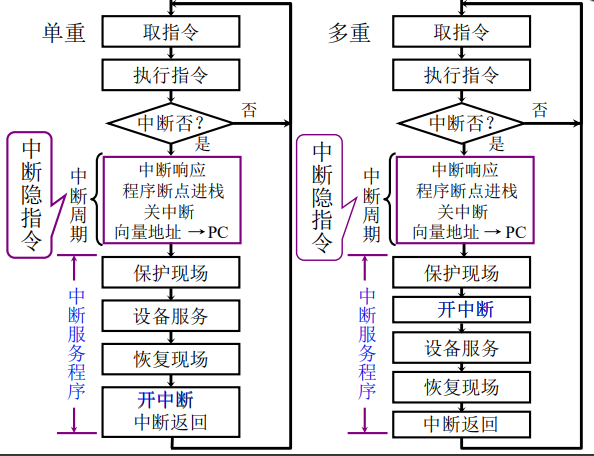 单重
取指令
执行指令
中断否？
否
是
中断隐指令
中断周期
中断响应
程序断点进栈
关中断
向量地址 → PC
中断服务程序
保护现场
设备服务
恢复现场
开中断
中断返回
多重
取指令
执行指令
中断否？
否
是
中断隐指令
中断周期
中断响应
程序断点进栈
关中断
向量地址 → PC
中断服务程序
保护现场
开中断
设备服务
恢复现场
中断返回